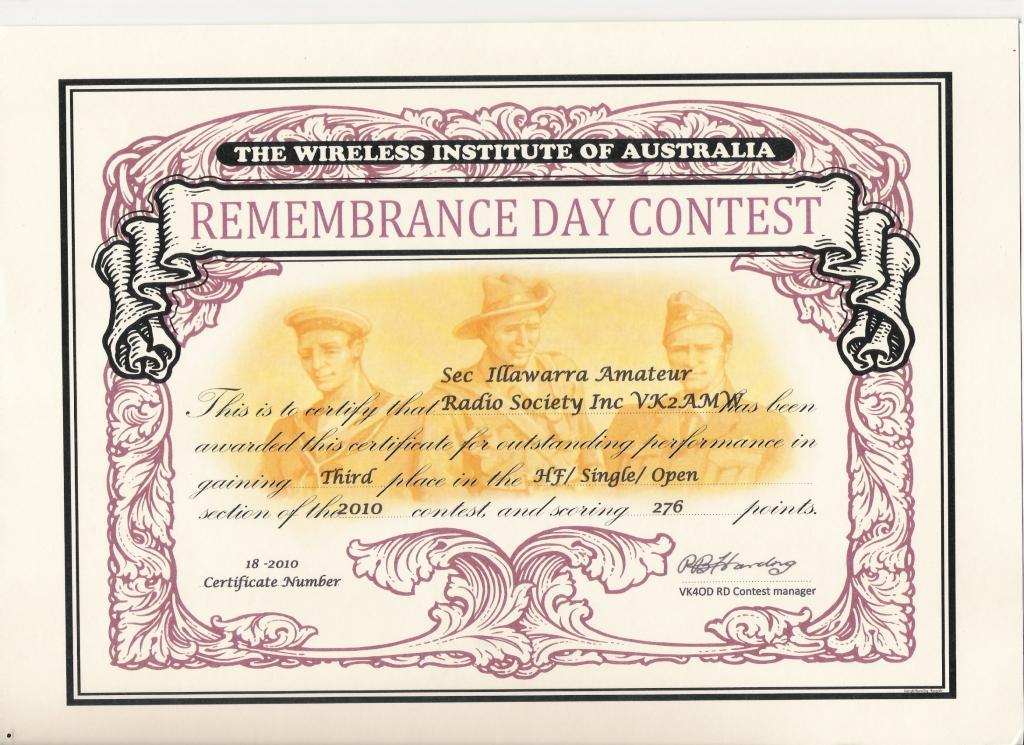 THE WIRELESS INSTITUTE OF AUSTRALIA
REMEMBRANCE DAY CONTEST
Sec Illawarra Amateur
This is to certify that Radio Society Inc VK2AMW has been
awarded this certificate for outstanding performance in
gaining Third place in the HF/ Single/ Open
section of the 2010 contest, and scoring 276 points.
18 -2010
Certificate Number
VK4OD RD Contest manager